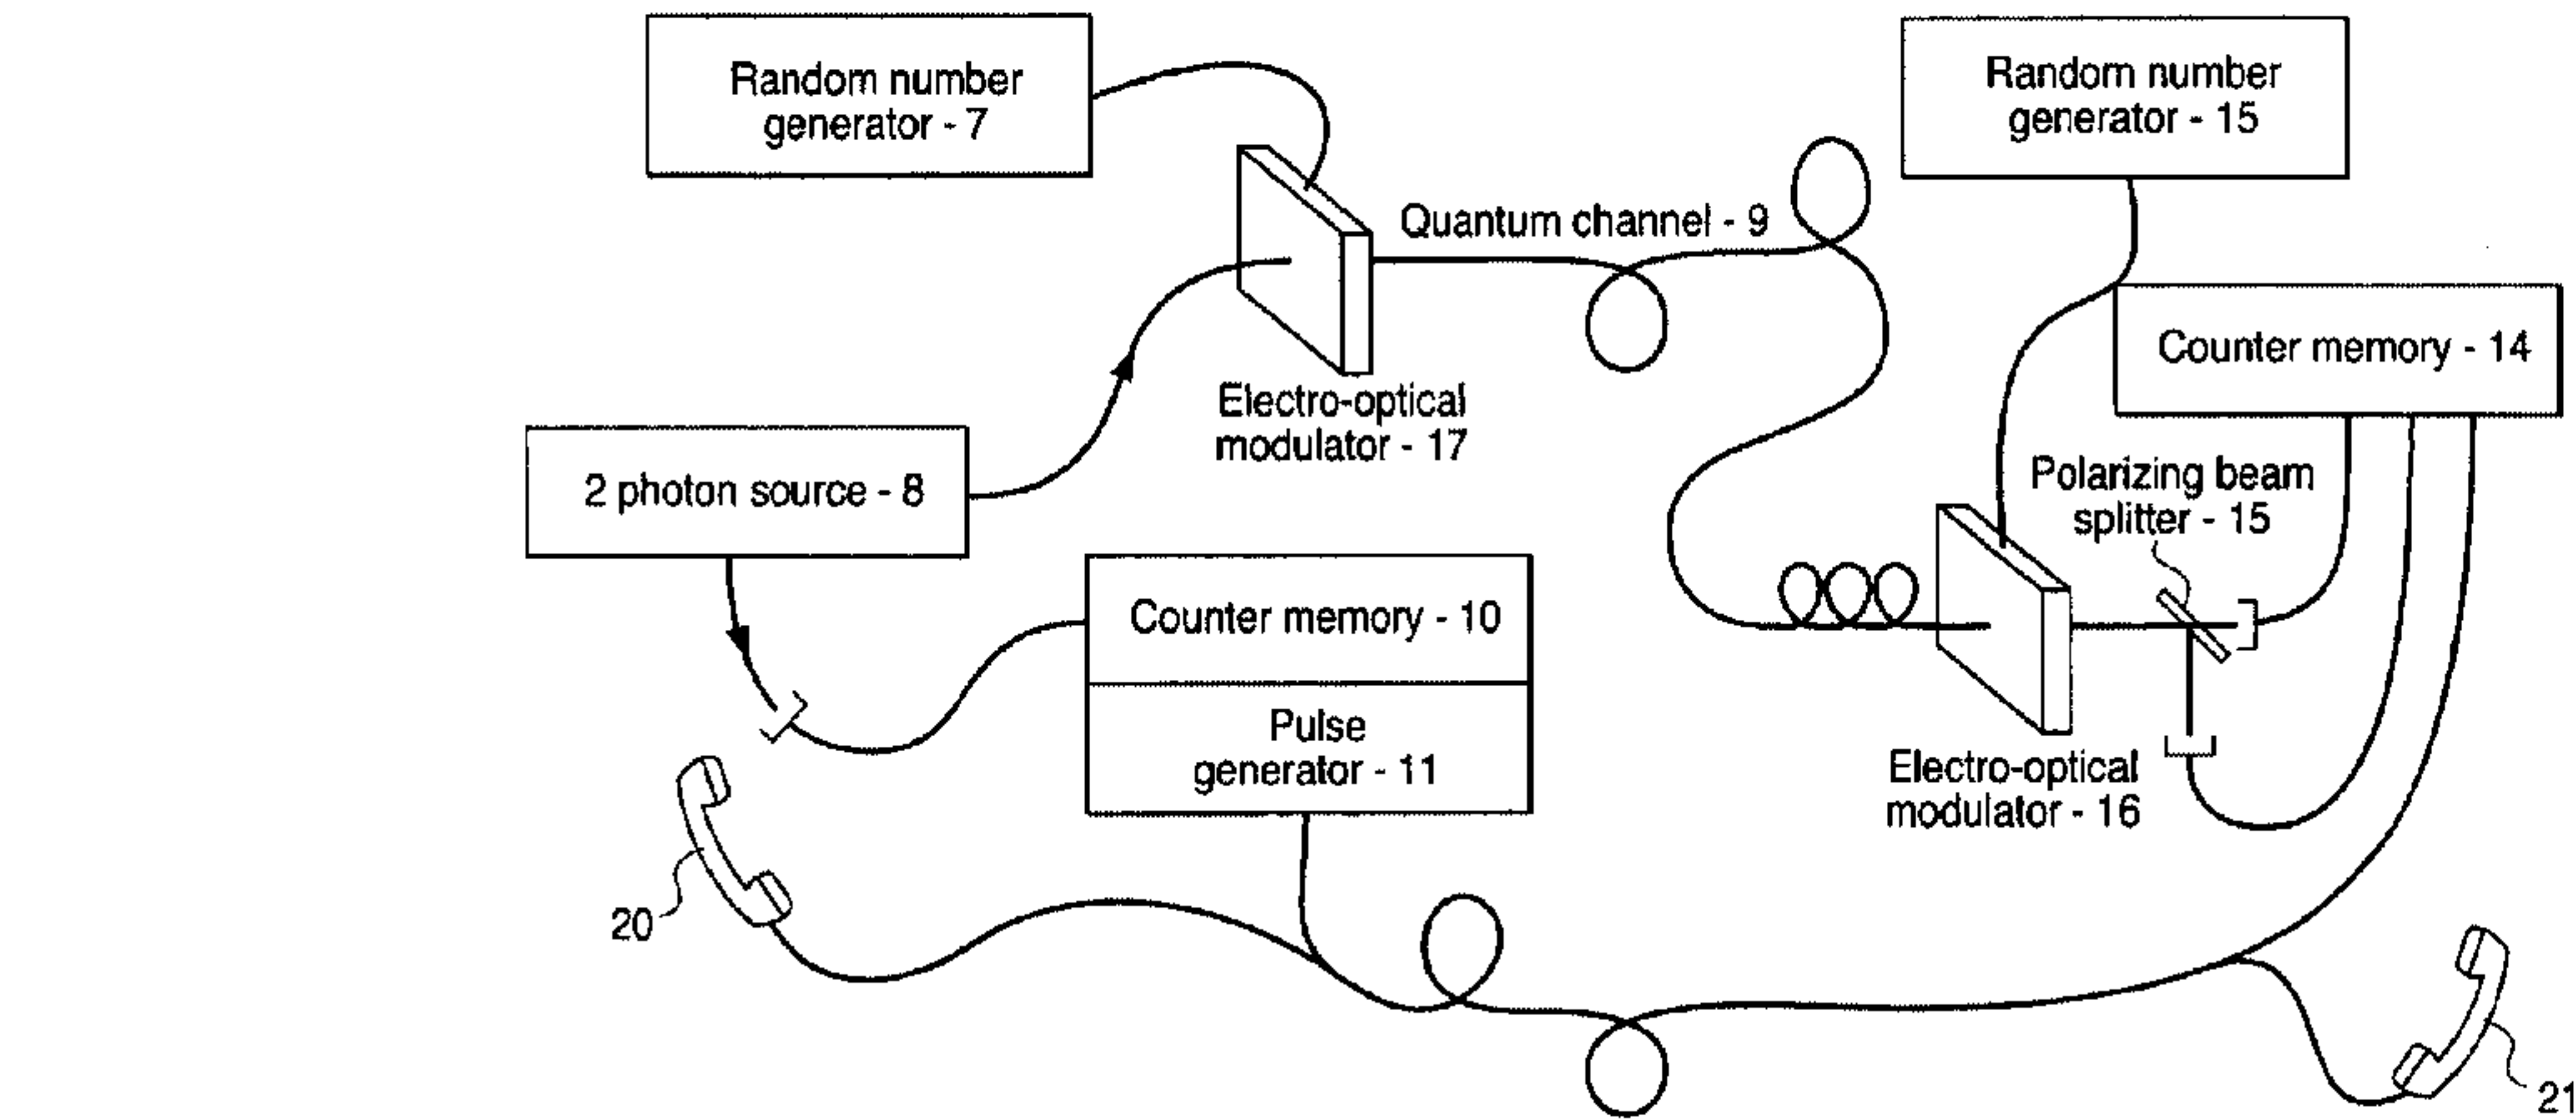 Random number
generator - 7
Random number
generator - 15
Quantum channel - 9
Counter memory - 14
Electro-optical
modulator - 17
2 photon source - 8
Polarizing beam
splitter - 15
Counter memory - 10
Pulse
generator - 11
Electro-optical
modulator - 16
20
21